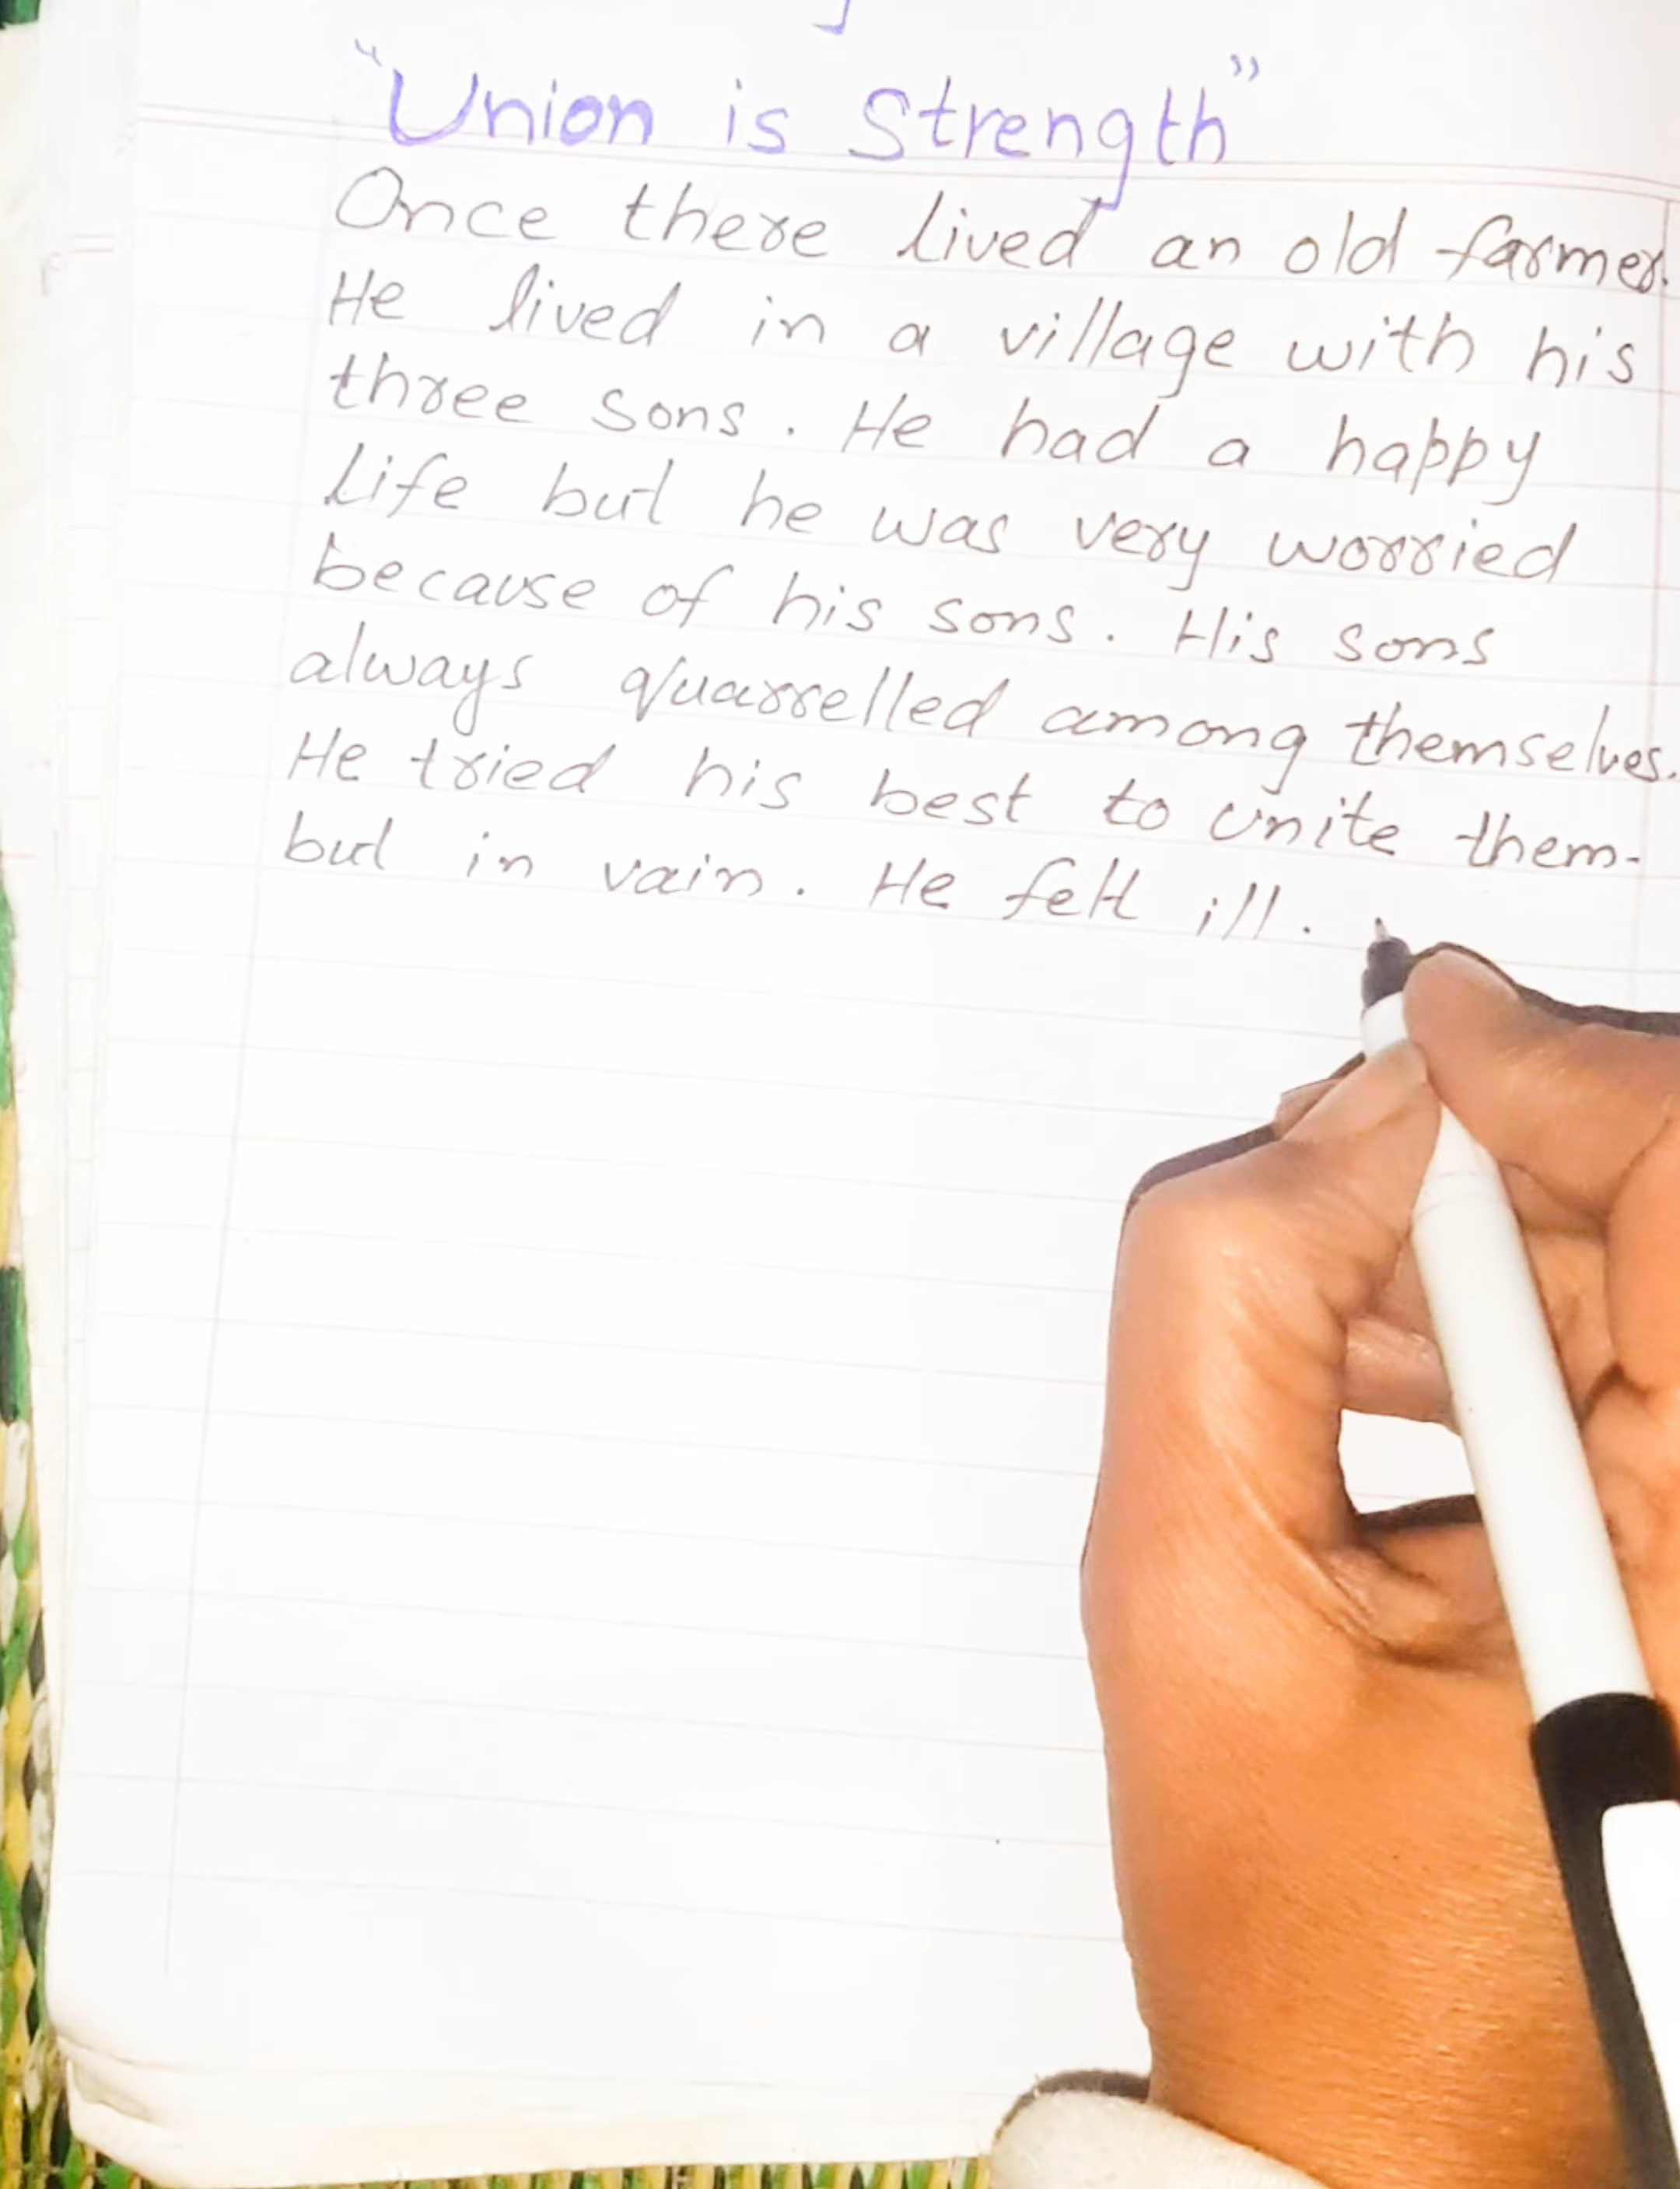 "Union is Strength"
Once there lived an old farmer.
He lived in a village with his
three sons. He had a happy
life but he was very worried
because of his sons. His sons
always quarrelled among themselves.
He tried his best to unite them-
but in vain. He felt ill.